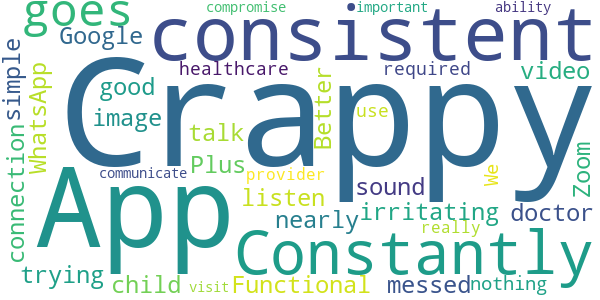 goes
compromise
important
ability
Google
consistent
simple
healthcare
required
video
WhatsApp
good
Crappy
image
Better
use
talk
Plus
connection
communicate
provider
We
Zoom
App
sound
listen
nearly
irritating
doctor
really
Constantly
trying
child
visit
Functional
messed
nothing